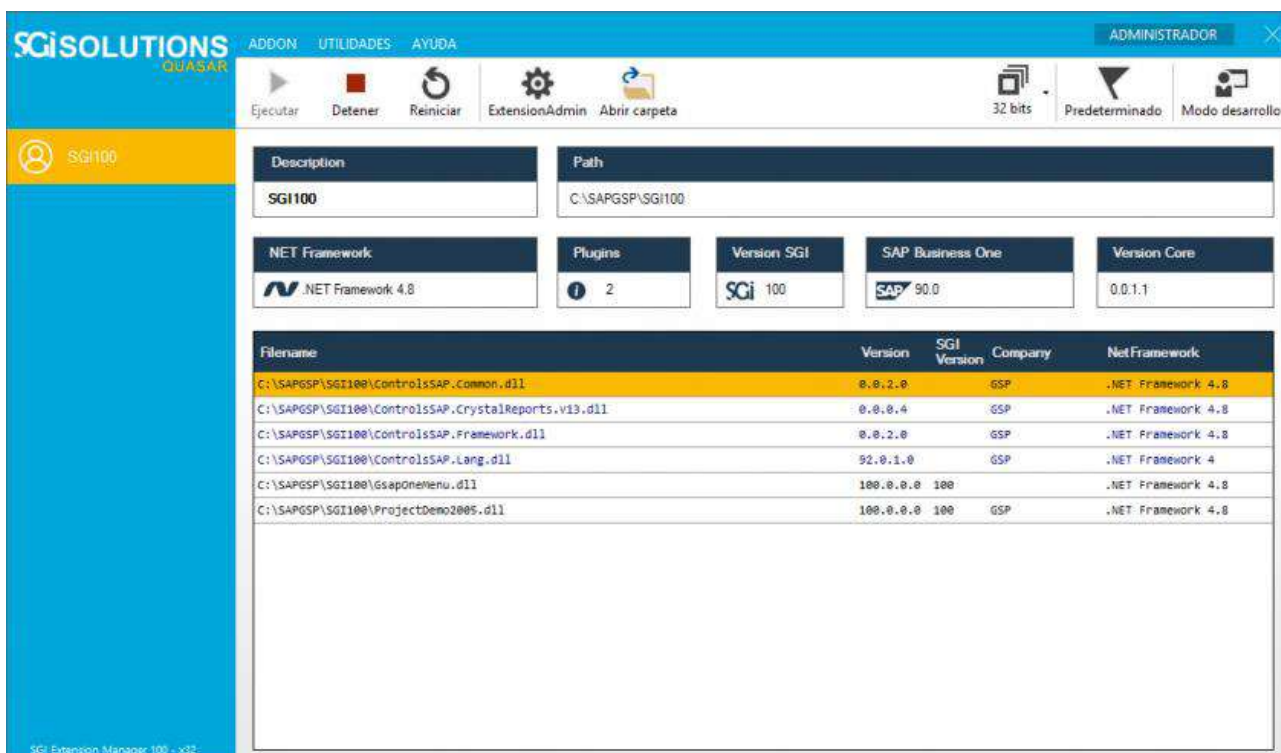 SGiSOLUTIONS
QUASAR
ADDON UTILIDADES AYUDA
ADMINISTRADOR
Ejecutar Detener Reiniciar ExtensionAdmin Abrir carpeta 32 bits Predeterminado Modo desarrollo
SGI100
Description Path
SGI100 C:\SAPGSP\SGI100
.NET Framework Plugins Version SGI SAP Business One Version Core
.NET Framework 4.8 2 SGi 100 SAP 90.0 0.0.1.1
Filename Version SGI Version Company NetFramework
C:\SAPGSP\SGI100\ControlsSAP.Common.dll 0.0.2.0 GSP .NET Framework 4.8
C:\SAPGSP\SGI100\ControlsSAP.CrystalReports.v13.dll 0.0.0.4 GSP .NET Framework 4.8
C:\SAPGSP\SGI100\ControlsSAP.Framework.dll 0.0.2.0 GSP .NET Framework 4.8
C:\SAPGSP\SGI100\ControlsSAP.Lang.dll 92.0.1.0 GSP .NET Framework 4
C:\SAPGSP\SGI100\GsapOneMenu.dll 100.0.0.0 100 .NET Framework 4.8
C:\SAPGSP\SGI100\ProjectDemo2005.dll 100.0.0.0 100 GSP .NET Framework 4.8
SGI Extension Manager 100 - x32